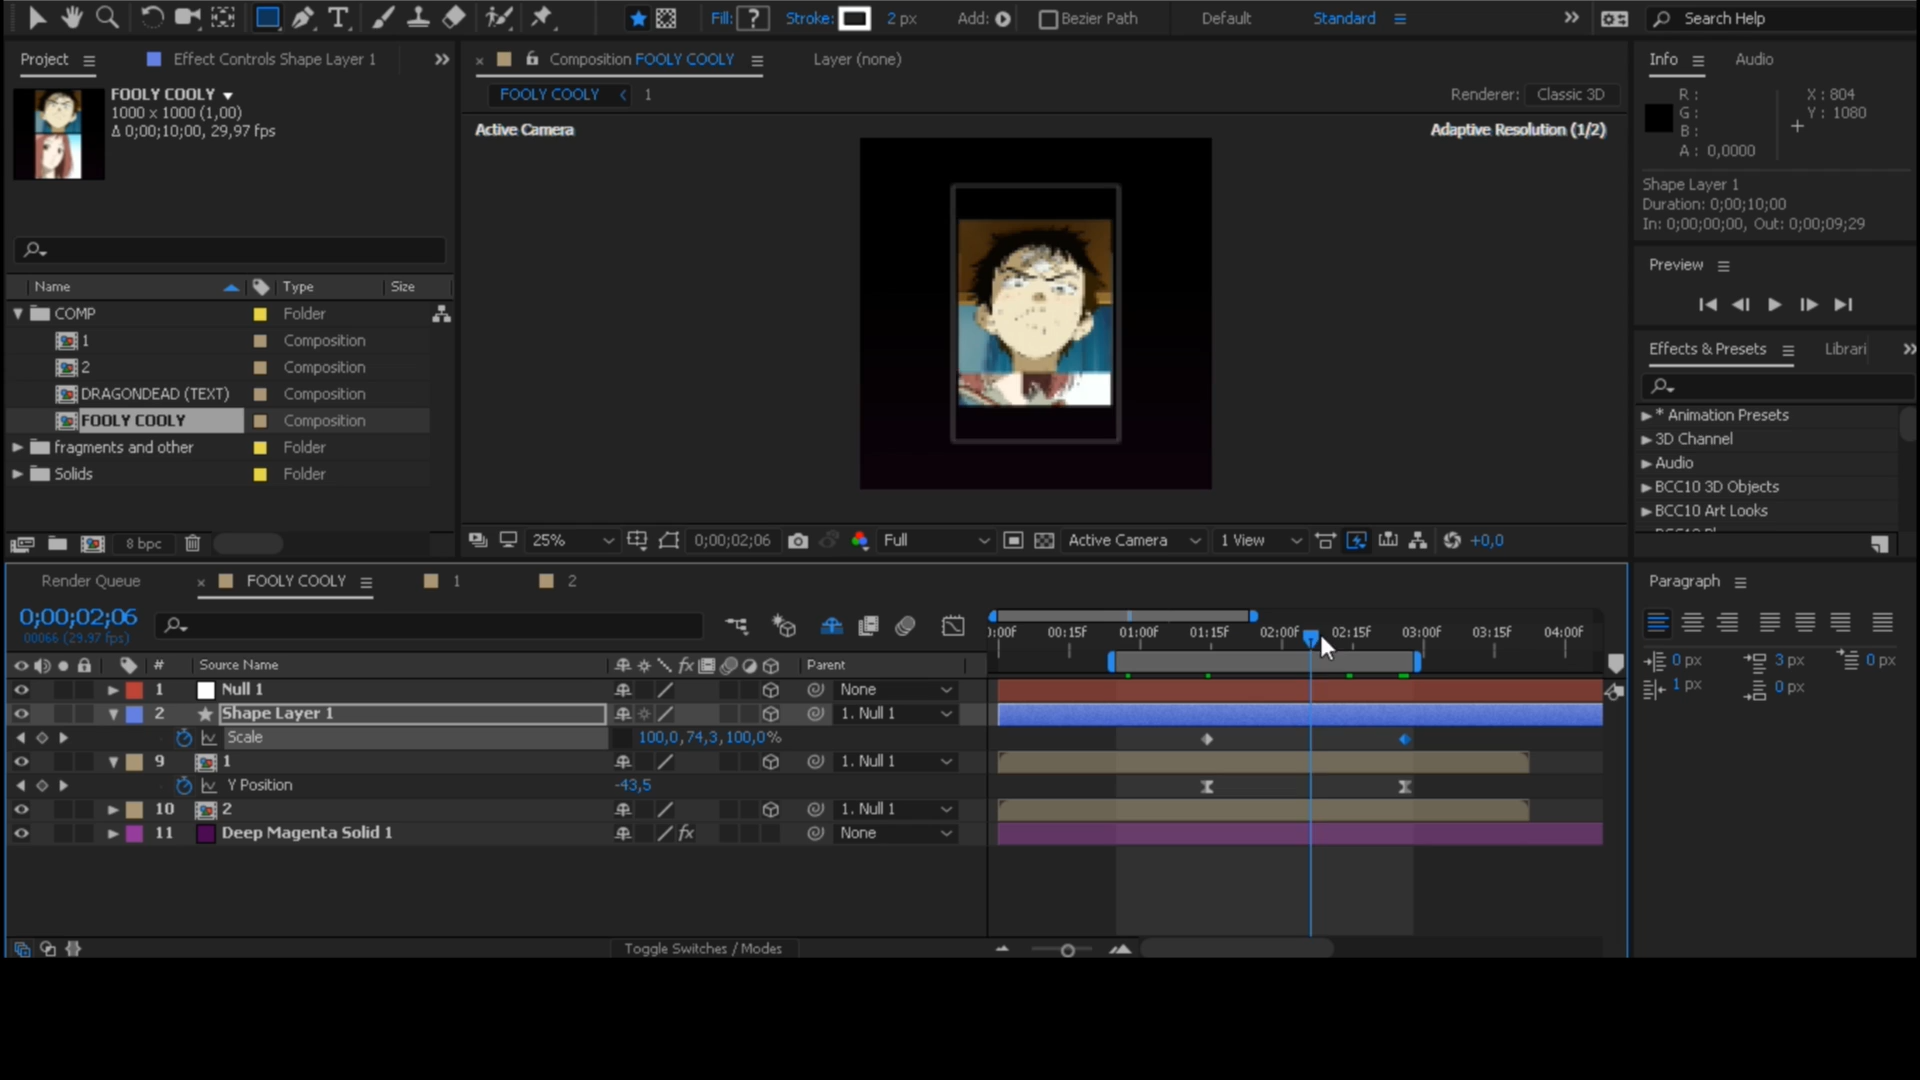 Fill: ? Stroke: 2 px Add: Bezier Path Default Standard Search Help
Project Effect Controls Shape Layer 1
Composition FOOLY COOLY Layer (none)
Info Audio
FOOLY COOLY
1000 x 1000 (1,00)
Δ 0;00;10;00, 29,97 fps
FOOLY COOLY 1
Renderer: Classic 3D
R : X : 804
G : Y : 1080
B :
A : 0,0000
Active Camera Adaptive Resolution (1/2)
Shape Layer 1
Duration: 0;00;10;00
In: 0;00;00;00, Out: 0;00;09;29
Preview
Name Type Size
COMP Folder
1 Composition
2 Composition
DRAGONDEAD (TEXT) Composition
FOOLY COOLY Composition
fragments and other Folder
Solids Folder
Effects & Presets Librari
* Animation Presets
3D Channel
Audio
BCC10 3D Objects
BCC10 Art Looks
8 bpc
25% 0;00;02;06 Full Active Camera 1 View +0,0
Render Queue FOOLY COOLY 1 2
Paragraph
0;00;02;06
00066 (29.97 fps)
:00f 00:15f 01:00f 01:15f 02:00f 02:15f 03:00f 03:15f 04:00f
# Source Name fx Parent
1 Null 1 None
2 Shape Layer 1 1. Null 1
Scale 100,0,74,3,100,0%
9 1 1. Null 1
Y Position -43,5
10 2 1. Null 1
11 Deep Magenta Solid 1 fx None
0 px 3 px 0 px
1 px 0 px
Toggle Switches / Modes